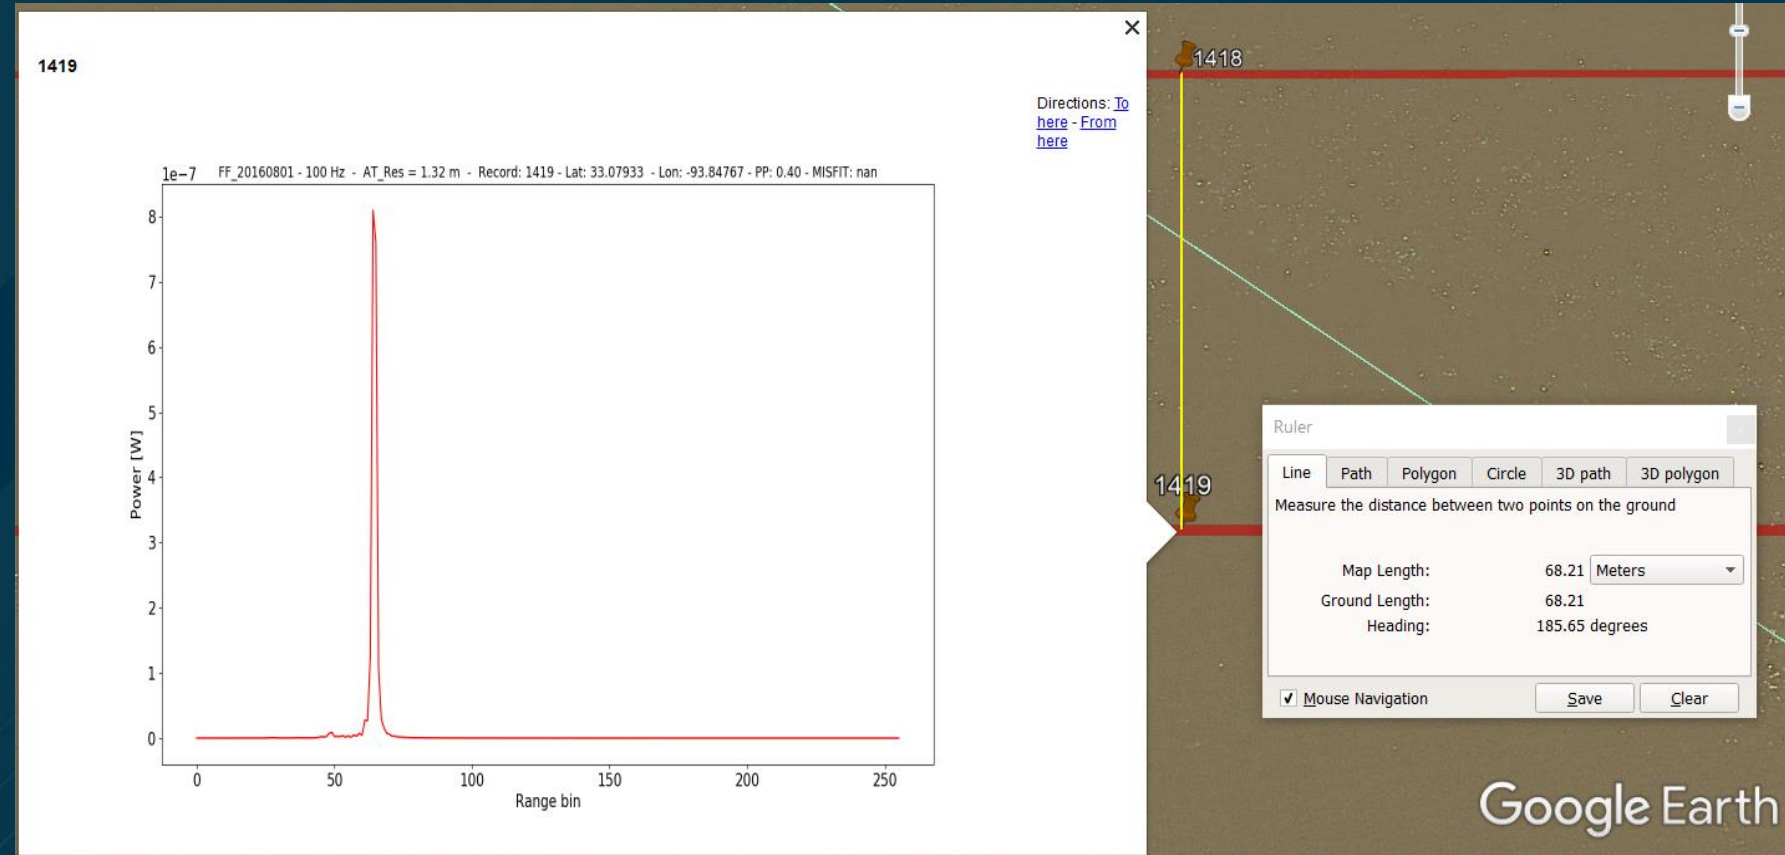 1419
Directions: To
here - From
here
1e−7 FF_20160801 - 100 Hz - AT_Res = 1.32 m - Record: 1419 - Lat: 33.07933 - Lon: -93.84767 - PP: 0.40 - MISFIT: nan
8
7
6
5
4
3
2
1
0
Power [W]
0 50 100 150 200 250
Range bin
1418
1419
Ruler
Line Path Polygon Circle 3D path 3D polygon
Measure the distance between two points on the ground
Map Length: 68.21 Meters
Ground Length: 68.21
Heading: 185.65 degrees
Mouse Navigation Save Clear
Google Earth